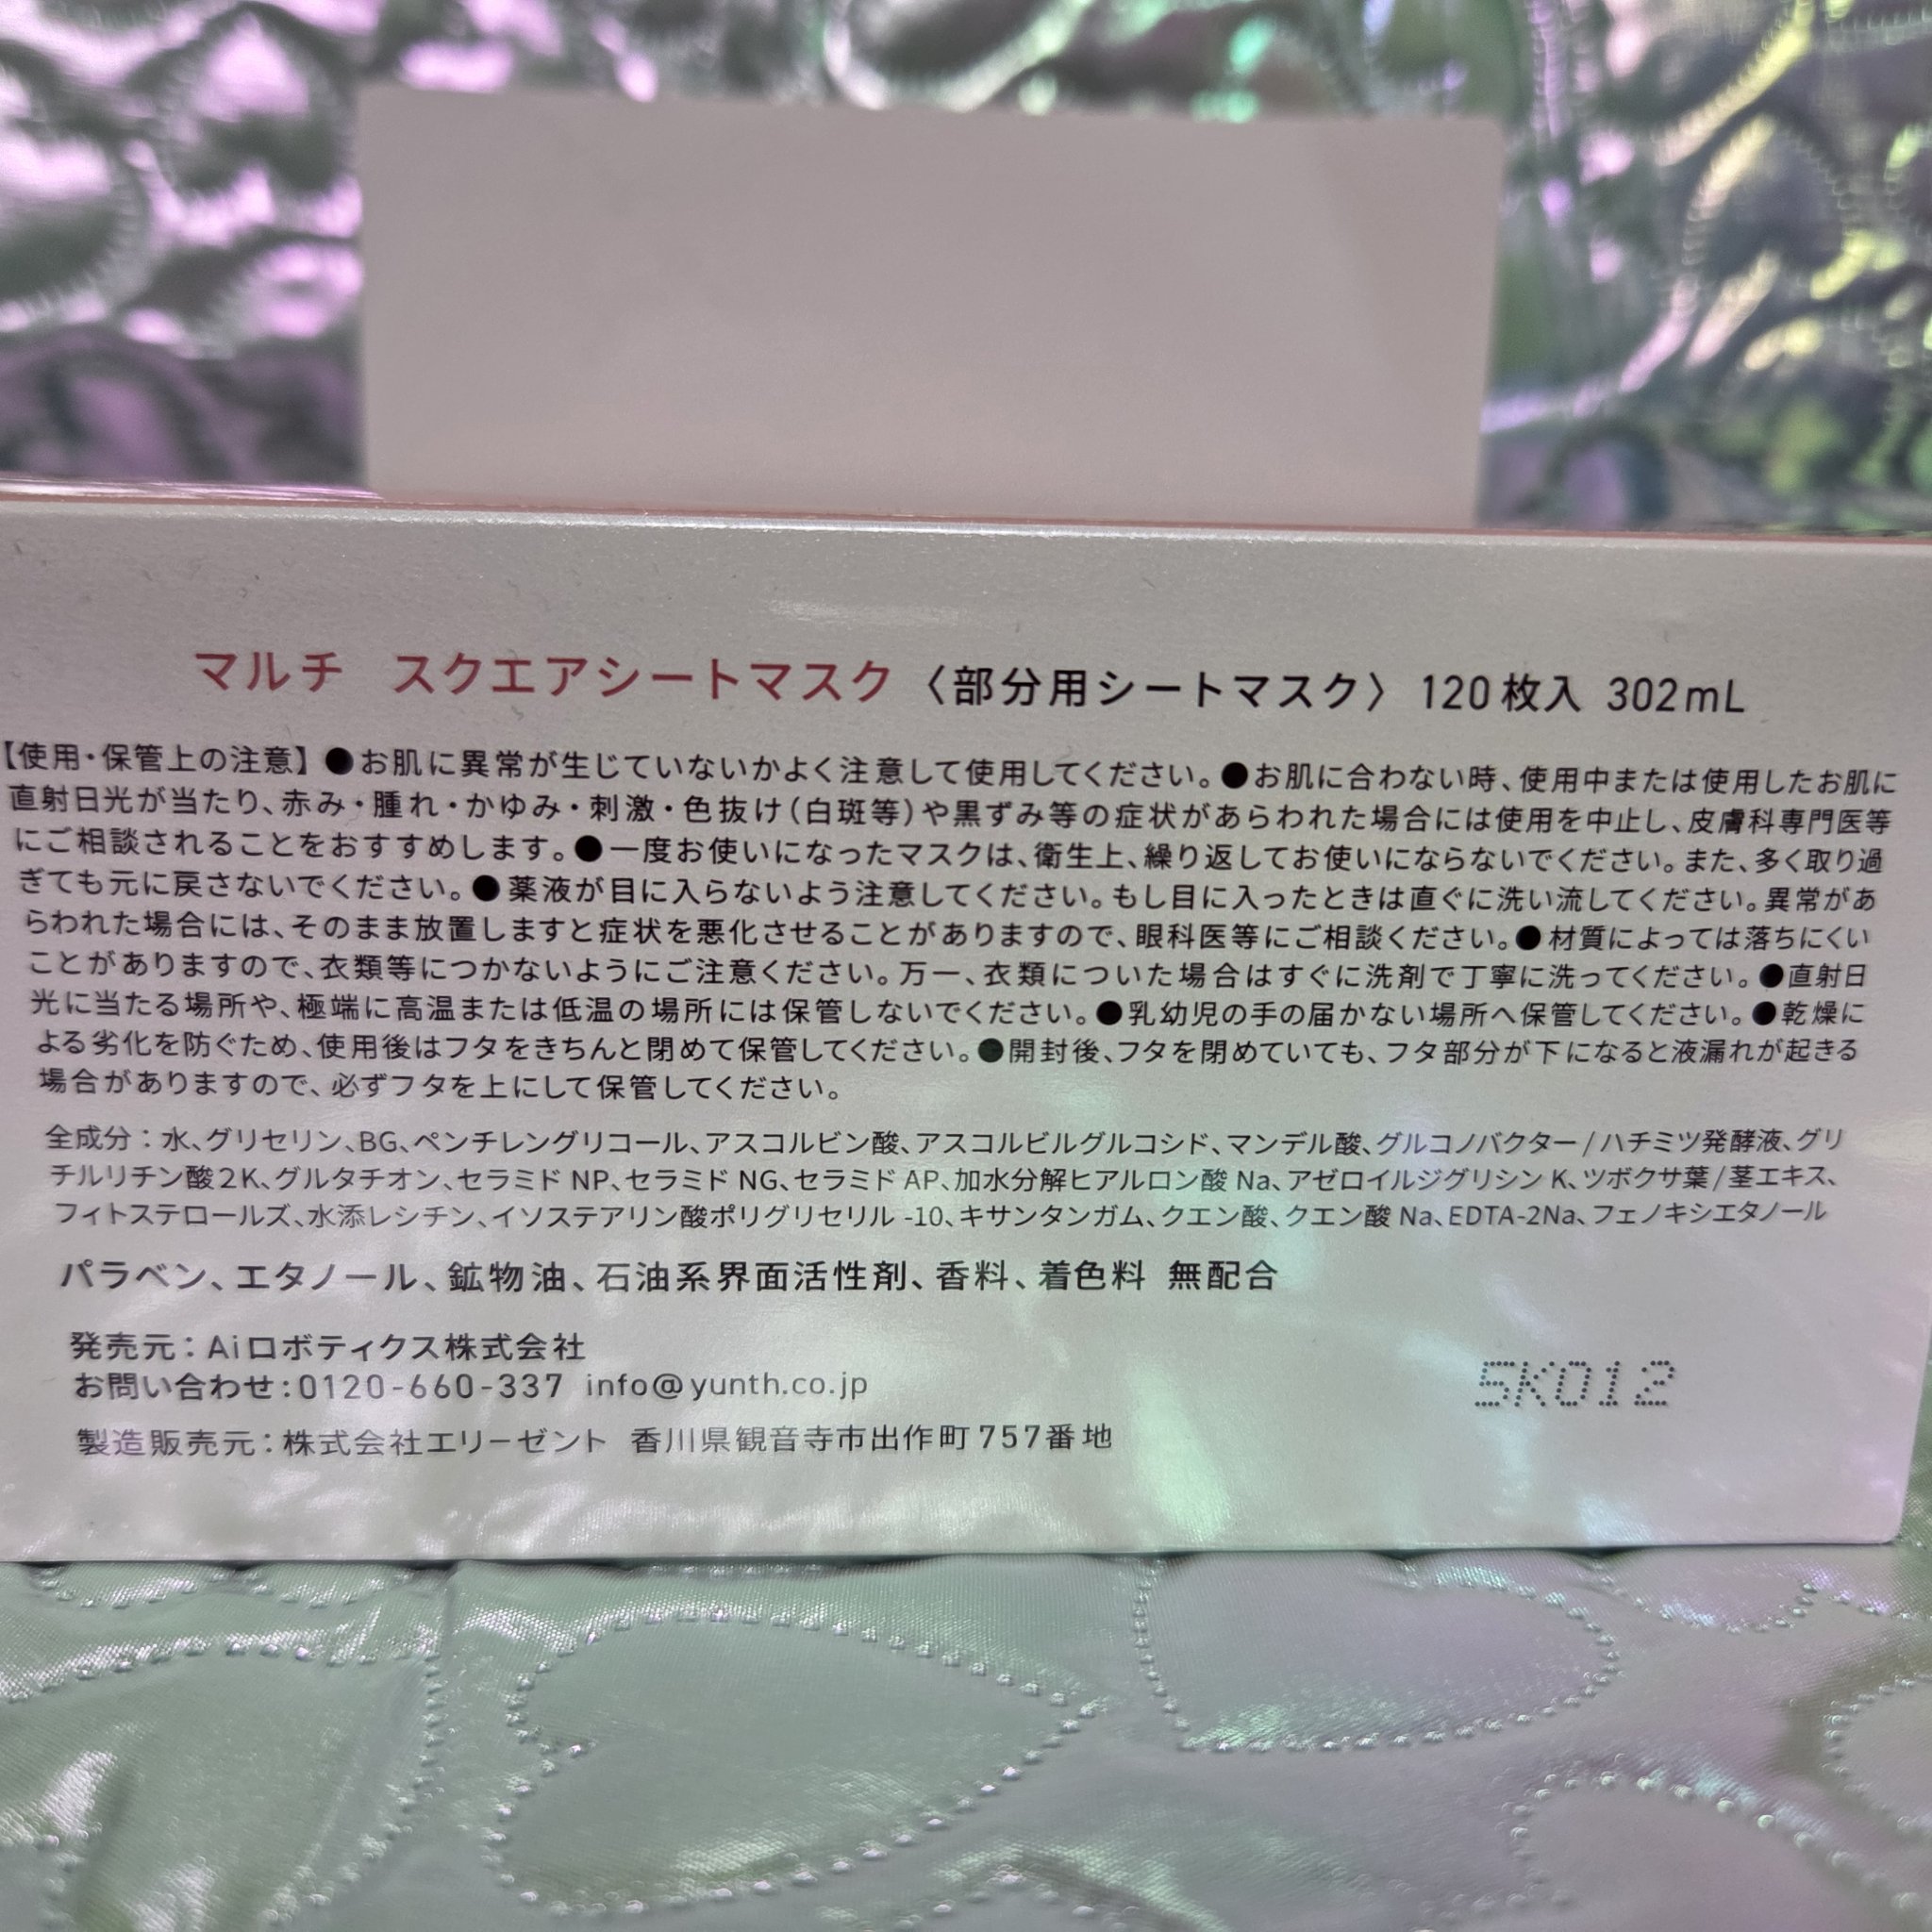 マルチ スクエアシートマスク〈部分用シートマスク〉120枚入 302mL
【使用・保管上の注意】●お肌に異常が生じていないかよく注意して使用してください。●お肌に合わない時、使用中または使用したお肌に
直射日光が当たり、赤み・腫れ・かゆみ・刺激・色抜け(白斑等)や黒ずみ等の症状があらわれた場合には使用を中止し、皮膚科専門医等
にご相談されることをおすすめします。●一度お使いになったマスクは、衛生上、繰り返してお使いにならないでください。また、多く取り過
ぎても元に戻さないでください。●薬液が目に入らないよう注意してください。もし目に入ったときは直ぐに洗い流してください。異常があ
らわれた場合には、そのまま放置しますと症状を悪化させることがありますので、眼科医等にご相談ください。●材質によっては落ちにくい
ことがありますので、衣類等につかないようにご注意ください。万一、衣類についた場合はすぐに洗剤で丁寧に洗ってください。●直射日
光に当たる場所や、極端に高温または低温の場所には保管しないでください。●乳幼児の手の届かない場所へ保管してください。●乾燥に
よる劣化を防ぐため、使用後はフタをきちんと閉めて保管してください。●開封後、フタを閉めていても、フタ部分が下になると液漏れが起きる
場合がありますので、必ずフタを上にして保管してください。
全成分：水、グリセリン、BG、ペンチレングリコール、アスコルビン酸、アスコルビルグルコシド、マンデル酸、グルコノバクター/ハチミツ発酵液、グリ
チルリチン酸2K、グルタチオン、セラミドNP、セラミドNG、セラミドAP、加水分解ヒアルロン酸Na、アゼロイルジグリシンK、ツボクサ葉/茎エキス、
フィトステロールズ、水添レシチン、イソステアリン酸ポリグリセリル-10、キサンタンガム、クエン酸、クエン酸Na、EDTA-2Na、フェノキシエタノール
パラベン、エタノール、鉱物油、石油系界面活性剤、香料、着色料 無配合
発売元：Aiロボティクス株式会社
お問い合わせ：0120-660-337 info@yunth.co.jp
5K012
製造販売元：株式会社エリーゼント 香川県観音寺市出作町757番地